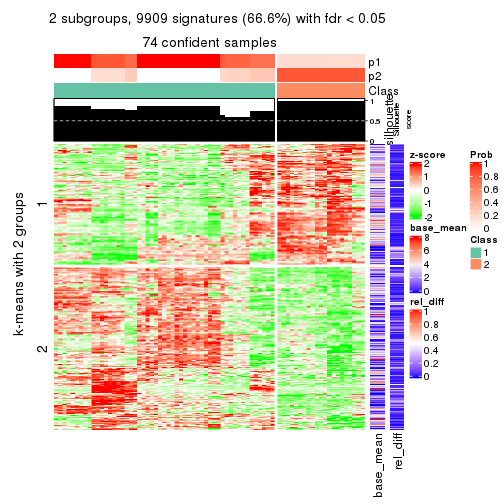 2 subgroups, 9909 signatures (66.6%) with fdr < 0.05
74 confident samples
p1
p2
Class
1
0.5
0
silhouette
Silhouette
score
k-means with 2 groups
1
2
z-score
2
1
0
-1
-2
base_mean
8
6
4
2
0
rel_diff
1
0.8
0.6
0.4
0.2
0
Prob
1
0.8
0.6
0.4
0.2
0
Class
1
2
base_mean
rel_diff